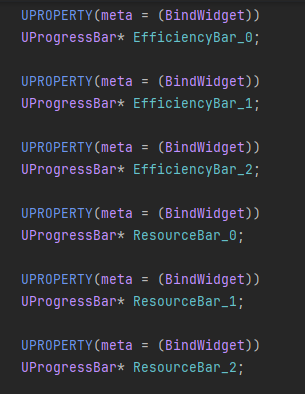 UPROPERTY(meta = (BindWidget))
UProgressBar* EfficiencyBar_0;
UPROPERTY(meta = (BindWidget))
UProgressBar* EfficiencyBar_1;
UPROPERTY(meta = (BindWidget))
UProgressBar* EfficiencyBar_2;
UPROPERTY(meta = (BindWidget))
UProgressBar* ResourceBar_0;
UPROPERTY(meta = (BindWidget))
UProgressBar* ResourceBar_1;
UPROPERTY(meta = (BindWidget))
UProgressBar* ResourceBar_2;